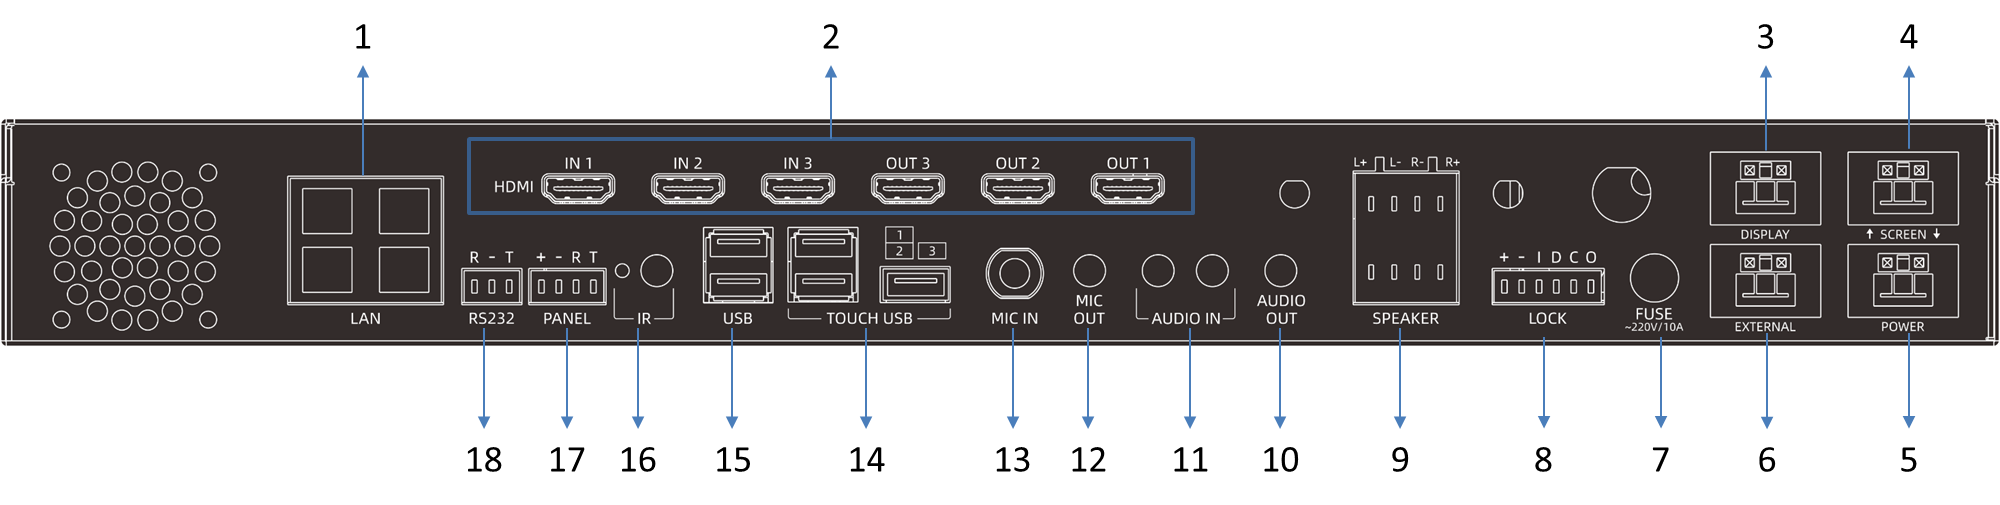 1 2 3 4
IN 1 IN 2 IN 3 OUT 3 OUT 2 OUT 1
HDMI
L+ L- R- R+
1
2 3
DISPLAY ↑ SCREEN ↓
R - T + - R T
+ - I D C O
MIC OUT
AUDIO OUT
LAN RS232 PANEL IR USB TOUCH USB MIC IN AUDIO IN SPEAKER LOCK FUSE
~220V/10A
EXTERNAL POWER
18 17 16 15 14 13 12 11 10 9 8 7 6 5